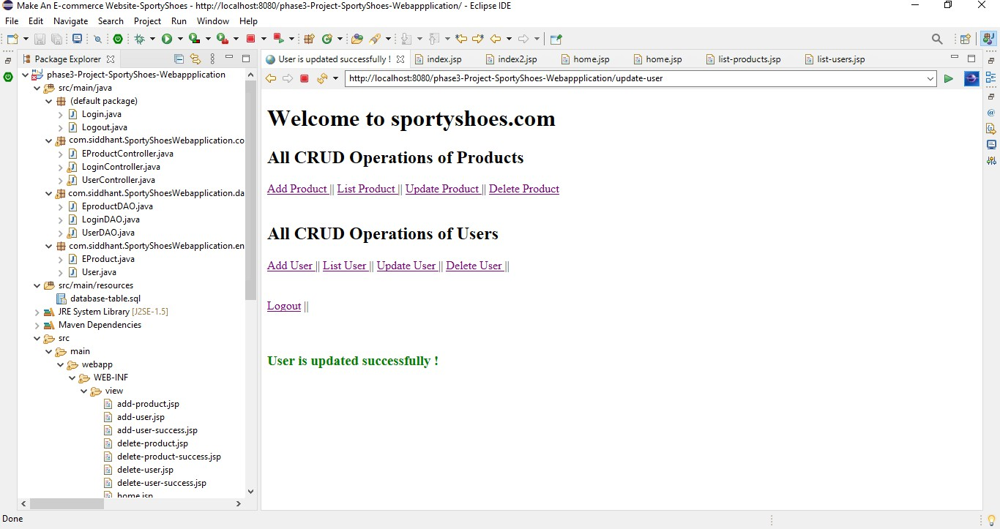 Make An E-commerce Website-SportyShoes - http://localhost:8080/phase3-Project-SportyShoes-Webappplication/ - Eclipse IDE
File Edit Navigate Search Project Run Window Help
Package Explorer
phase3-Project-SportyShoes-Webappplication
src/main/java
(default package)
Login.java
Logout.java
com.siddhant.SportyShoesWebapplication.co
EProductController.java
LoginController.java
UserController.java
com.siddhant.SportyShoesWebapplication.da
EproductDAO.java
LoginDAO.java
UserDAO.java
com.siddhant.SportyShoesWebapplication.en
EProduct.java
User.java
src/main/resources
database-table.sql
JRE System Library [J2SE-1.5]
Maven Dependencies
src
main
webapp
WEB-INF
view
add-product.jsp
add-user.jsp
add-user-success.jsp
delete-product.jsp
delete-product-success.jsp
delete-user.jsp
delete-user-success.jsp
home.jsp
User is updated successfully ! index.jsp index2.jsp home.jsp home.jsp list-products.jsp list-users.jsp
http://localhost:8080/phase3-Project-SportyShoes-Webappplication/update-user
Welcome to sportyshoes.com
All CRUD Operations of Products
Add Product || List Product || Update Product || Delete Product
All CRUD Operations of Users
Add User || List User || Update User || Delete User ||
Logout ||
User is updated successfully !
Done